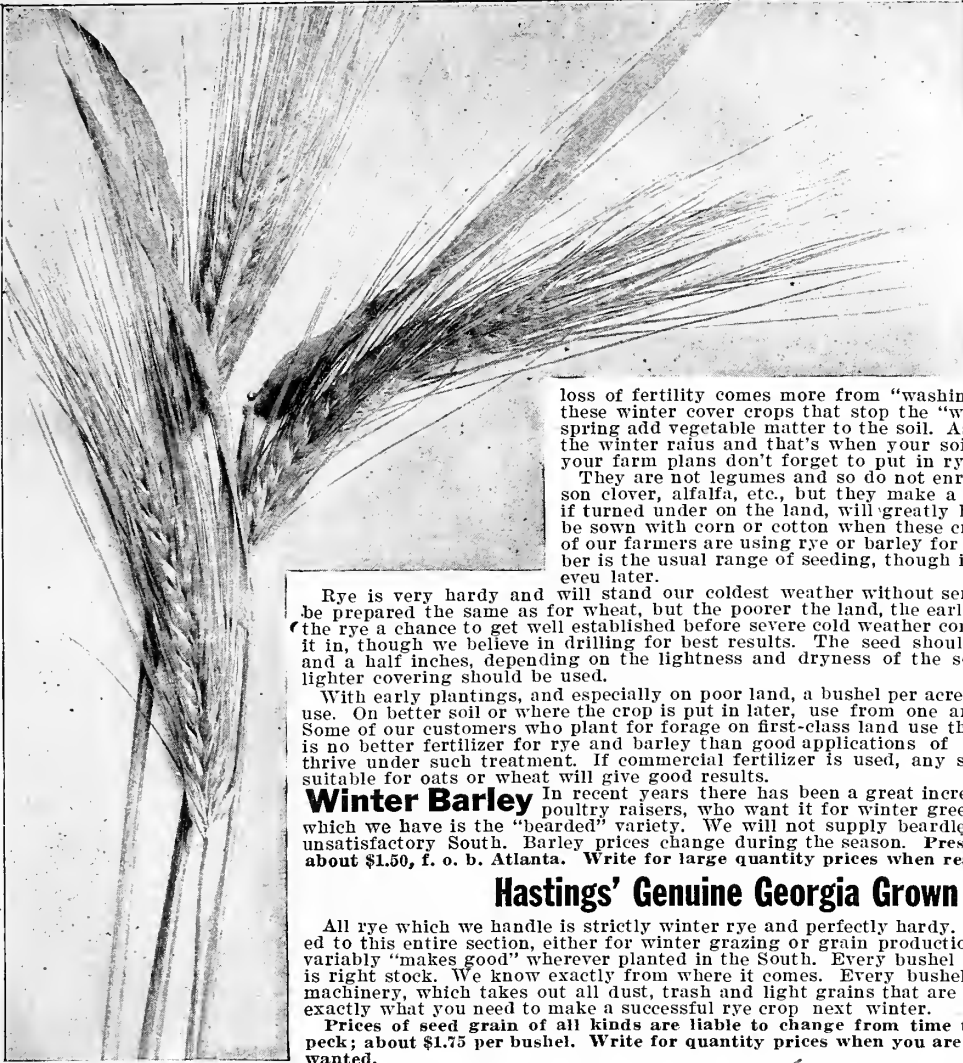 loss of fertility comes more from "washin
these winter cover crops that stop the "w
spring add vegetable matter to the soil. A
the winter raius and that's when your soi
your farm plans don't forget to put in ry
They are not legumes and so do not enr
son clover, alfalfa, etc., but they make a
if turned under on the land, will greatly
be sown with corn or cotton when these c
of our farmers are using rye or barley for
ber is the usual range of seeding, though i
eveu later.
Rye is very hardy and will stand our coldest weather without se
be prepared the same as for wheat, but the poorer the land, the earl
the rye a chance to get well established before severe cold weather co
it in, though we believe in drilling for best results. The seed shoul
and a half inches, depending on the lightness and dryness of the s
lighter covering should be used.
With early plantings, and especially on poor land, a bushel per acre
use. On better soil or where the crop is put in later, use from one a
Some of our customers who plant for forage on first-class land use th
is no better fertilizer for rye and barley than good applications of
thrive under such treatment. If commercial fertilizer is used, any s
suitable for oats or wheat will give good results.
Winter Barley In recent years there has been a great incre
poultry raisers, who want it for winter gree
which we have is the "bearded" variety. We will not supply beardle
unsatisfactory South. Barley prices change during the season. Pres
about $1.50, f. o. b. Atlanta. Write for large quantity prices when re
Hastings' Genuine Georgia Grown
All rye which we handle is strictly winter rye and perfectly hardy.
ed to this entire section, either for winter grazing or grain productio
variably "makes good" wherever planted in the South. Every bushel
is right stock. We know exactly from where it comes. Every bushel
machinery, which takes out all dust, trash and light grains that are
exactly what you need to make a successful rye crop next winter.
Prices of seed grain of all kinds are liable to change from time
peck; about $1.75 per bushel. Write for quantity prices when you are
wanted.